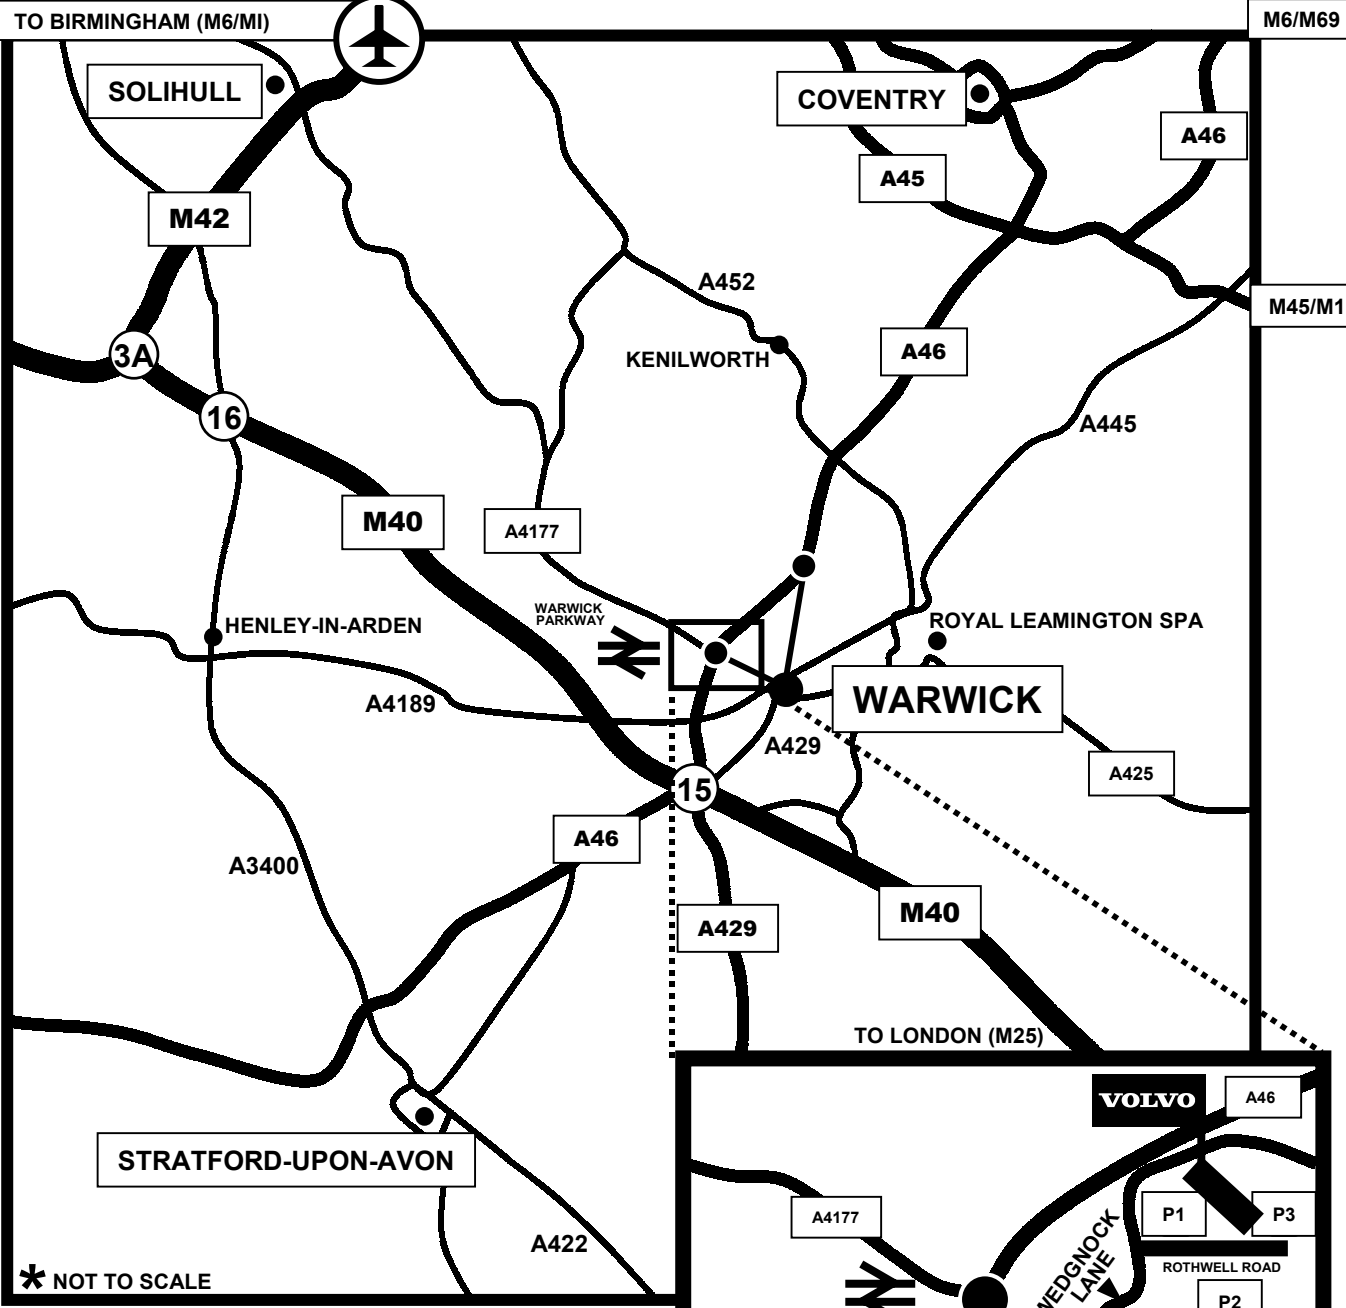 TO BIRMINGHAM (M6/MI)
M6/M69
SOLIHULL
COVENTRY
A46
A45
M42
A452
M45/M1
3A
KENILWORTH
A46
16
A445
M40
A4177
WARWICK
PARKWAY
HENLEY-IN-ARDEN
ROYAL LEAMINGTON SPA
A4189
WARWICK
A429
A425
15
A46
A3400
A429
M40
TO LONDON (M25)
VOLVO
A46
STRATFORD-UPON-AVON
A4177
P1
P3
WEDGNOCK
LANE
ROTHWELL ROAD
A422
* NOT TO SCALE
P2